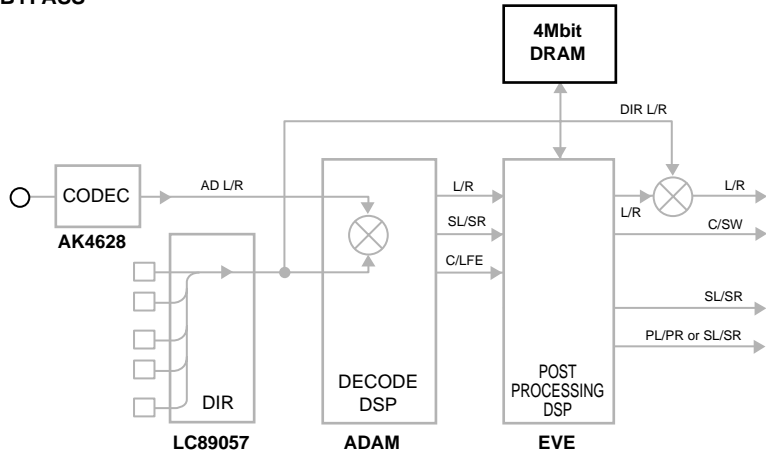 4Mbit
DRAM
DIR L/R
CODEC
AD L/R
AK4628
L/R
SL/SR
C/LFE
L/R
L/R
C/SW
SL/SR
PL/PR or SL/SR
DIR
LC89057
DECODE
DSP
ADAM
POST
PROCESSING
DSP
EVE